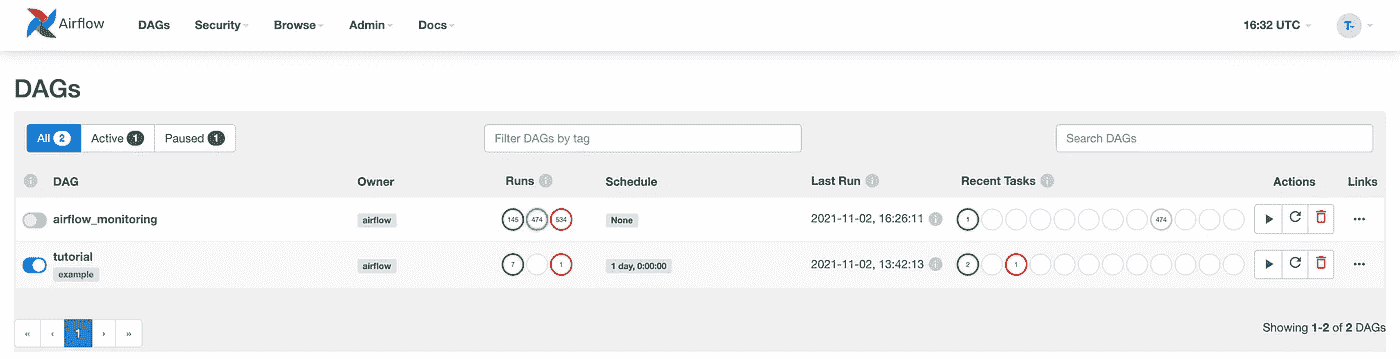 Airflow DAGs Security Browse Admin Docs 16:32 UTC T-
DAGs
All 2 Active 1 Paused 1 Filter DAGs by tag Search DAGs
i DAG Owner Runs i Schedule Last Run i Recent Tasks i Actions Links
airflow_monitoring airflow 145 474 534 None 2021-11-02, 16:26:11 i 1 474
tutorial
example airflow 7 1 1 day, 0:00:00 2021-11-02, 13:42:13 i 2 1
« ‹ 1 › »
Showing 1-2 of 2 DAGs